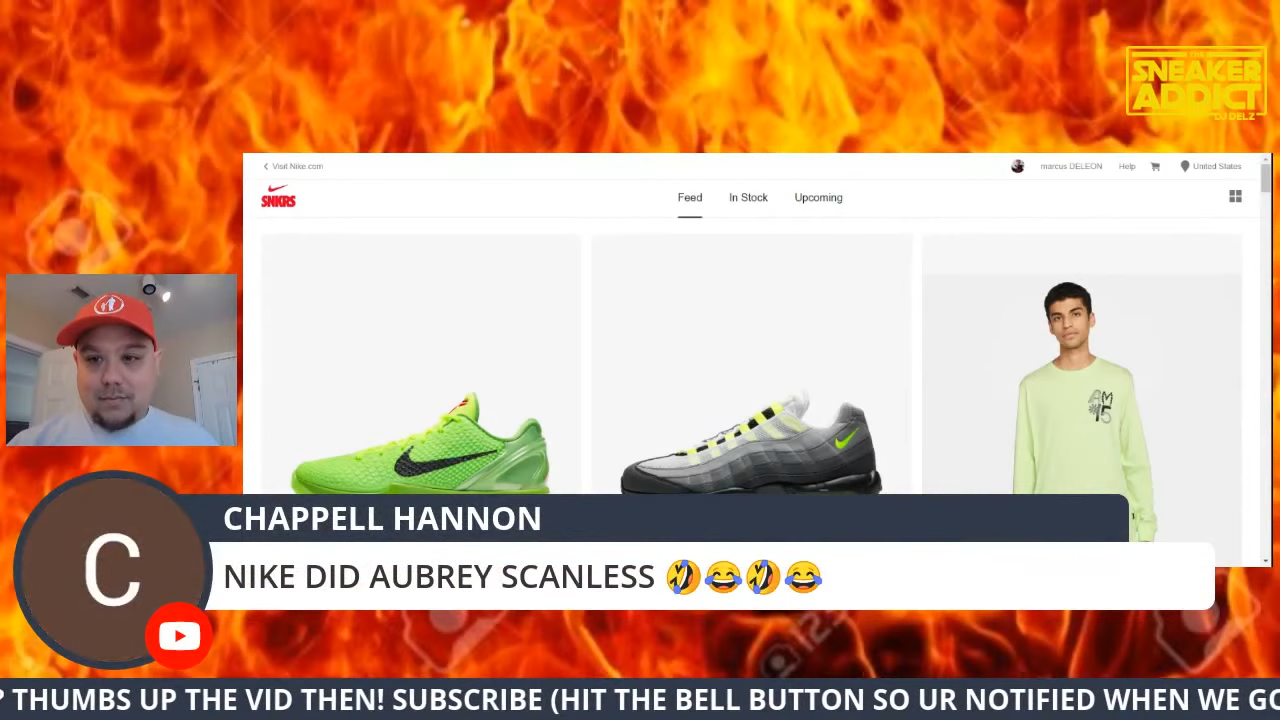 THE
SNEAKER
ADDICT
DJ DELZ
Visit Nike.com
marcus DELEON
Help
United States
SNKRS
Feed
In Stock
Upcoming
AM
#15
C
CHAPPELL HANNON
NIKE DID AUBREY SCANLESS 🤣😂🤣😂
P THUMBS UP THE VID THEN! SUBSCRIBE (HIT THE BELL BUTTON SO UR NOTIFIED WHEN WE GO